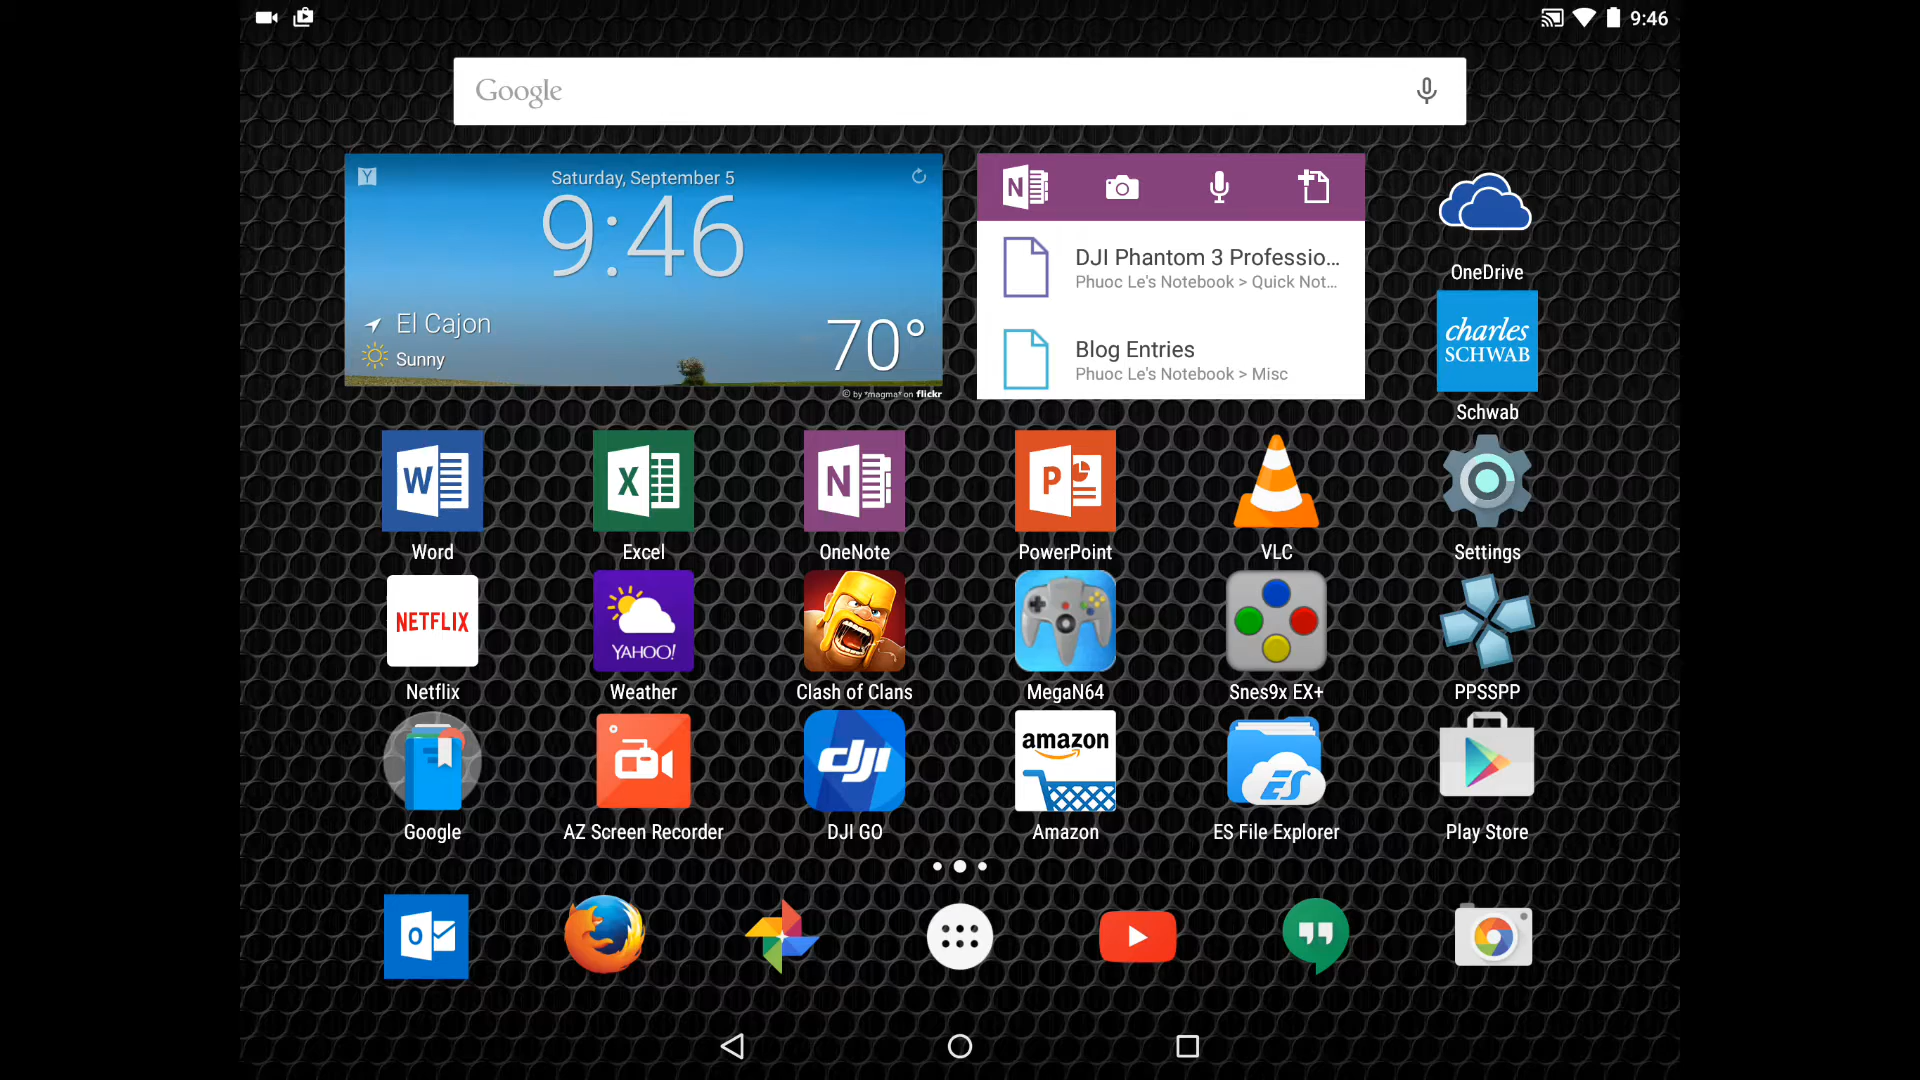 9:46
Google
Y
Saturday, September 5
9:46
El Cajon
Sunny
70°
© by *magma* on flickr
N
DJI Phantom 3 Professio...
Phuoc Le's Notebook > Quick Not...
Blog Entries
Phuoc Le's Notebook > Misc
OneDrive
charles
SCHWAB
Schwab
W
X
N
P
Word
Excel
OneNote
PowerPoint
VLC
Settings
NETFLIX
YAHOO!
Netflix
Weather
Clash of Clans
MegaN64
Snes9x EX+
PPSSPP
dji
amazon
ES
Google
AZ Screen Recorder
DJI GO
Amazon
ES File Explorer
Play Store
O